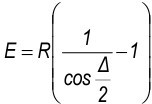 E = R(1/cos Δ/2 - 1)